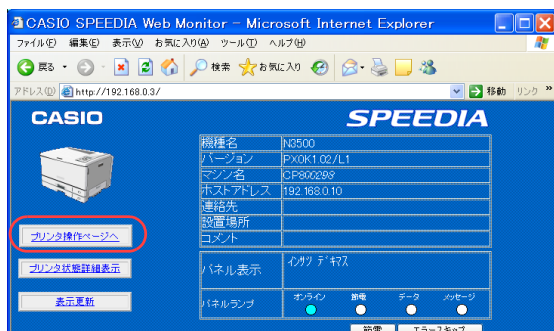 CASIO SPEEDIA Web Monitor - Microsoft Internet Explorer
ファイル(F) 編集(E) 表示(V) お気に入り(A) ツール(T) ヘルプ(H)
戻る 検索 お気に入り
アドレス(D) http://192.168.0.3/ 移動 リンク »
CASIO SPEEDIA
機種名 N3500
バージョン PX0K1.02/L1
マシン名 CP800298
ホストアドレス 192.168.0.10
連絡先
設置場所
コメント
プリンタ操作ページへ
プリンタ状態詳細表示
表示更新
パネル表示 インサツ デキマス
パネルランプ オンライン 節電 データ メッセージ
節電 エラースキップ